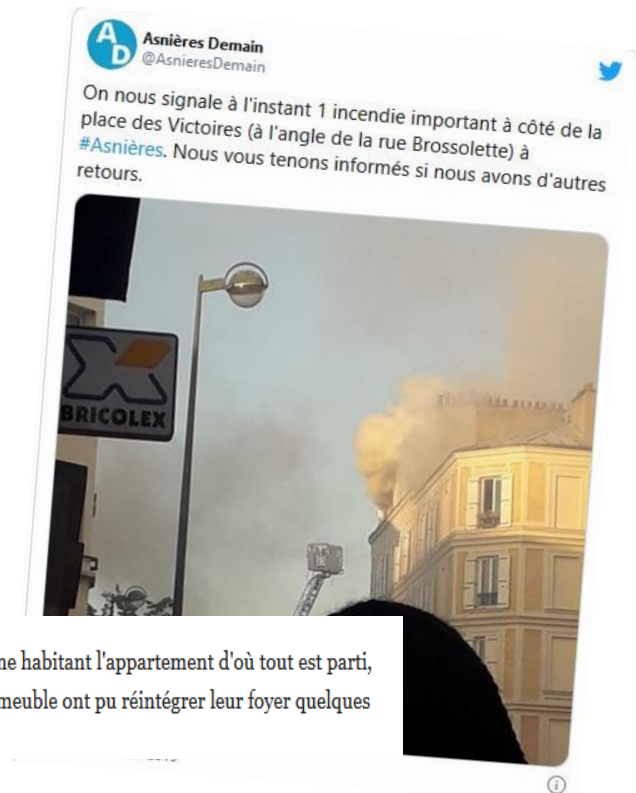 Asnières Demain
@AsnieresDemain
On nous signale à l'instant 1 incendie important à côté de la
place des Victoires (à l'angle de la rue Brossolette) à
#Asnières. Nous vous tenons informés si nous avons d'autres
retours.
BRICOLEX
habitant l'appartement d'où tout est parti,
ont pu réintégrer leur foyer quelques